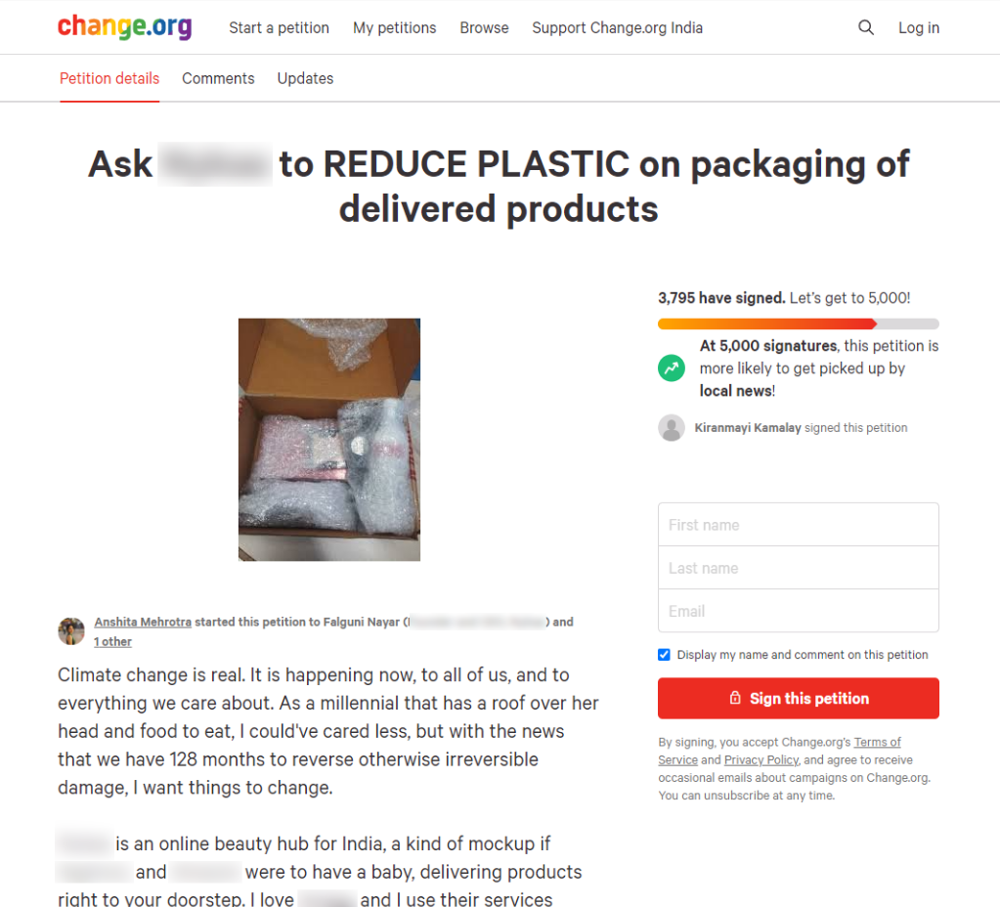 change.org Start a petition My petitions Browse Support Change.org India Log in
Petition details Comments Updates
Ask to REDUCE PLASTIC on packaging of
delivered products
3,795 have signed. Let's get to 5,000!
At 5,000 signatures, this petition is
more likely to get picked up by
local news!
Kiranmayi Kamalay signed this petition
First name
Last name
Email
Display my name and comment on this petition
Sign this petition
By signing, you accept Change.org's Terms of
Service and Privacy Policy, and agree to receive
occasional emails about campaigns on Change.org.
You can unsubscribe at any time.
Anshita Mehrotra started this petition to Falguni Nayar ( ) and
1 other
Climate change is real. It is happening now, to all of us, and to
everything we care about. As a millennial that has a roof over her
head and food to eat, I could've cared less, but with the news
that we have 128 months to reverse otherwise irreversible
damage, I want things to change.
is an online beauty hub for India, a kind of mockup if
and were to have a baby, delivering products
right to your doorstep. I love and I use their services